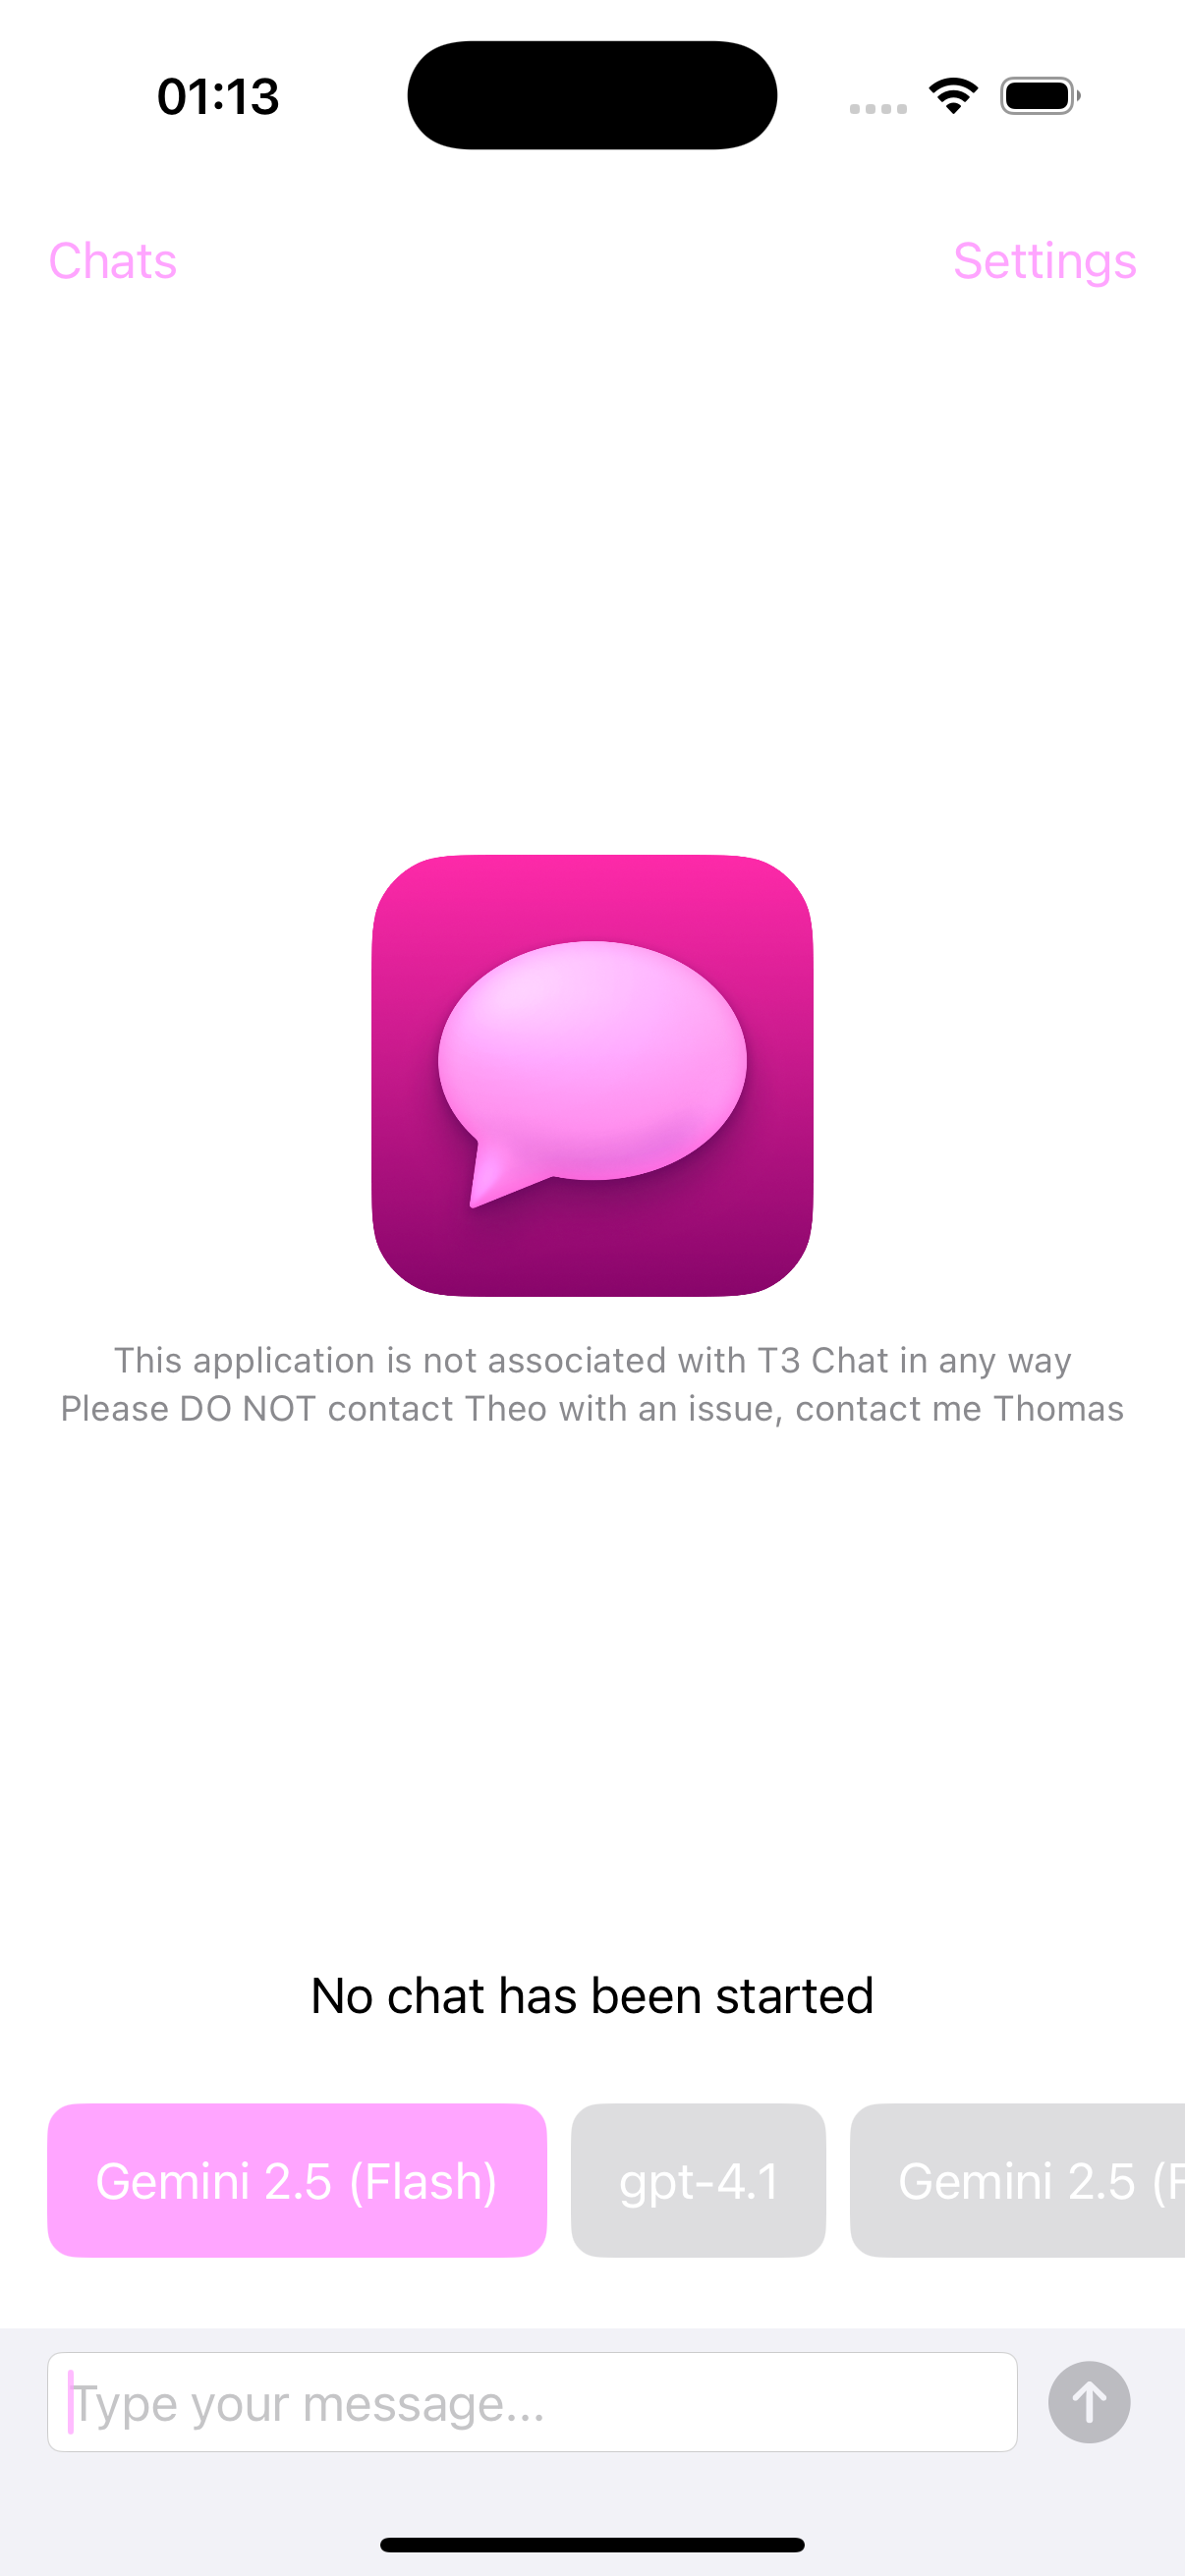 01:13
Chats
Settings
This application is not associated with T3 Chat in any way
Please DO NOT contact Theo with an issue, contact me Thomas
No chat has been started
Gemini 2.5 (Flash)
gpt-4.1
Gemini 2.5 (F
Type your message...